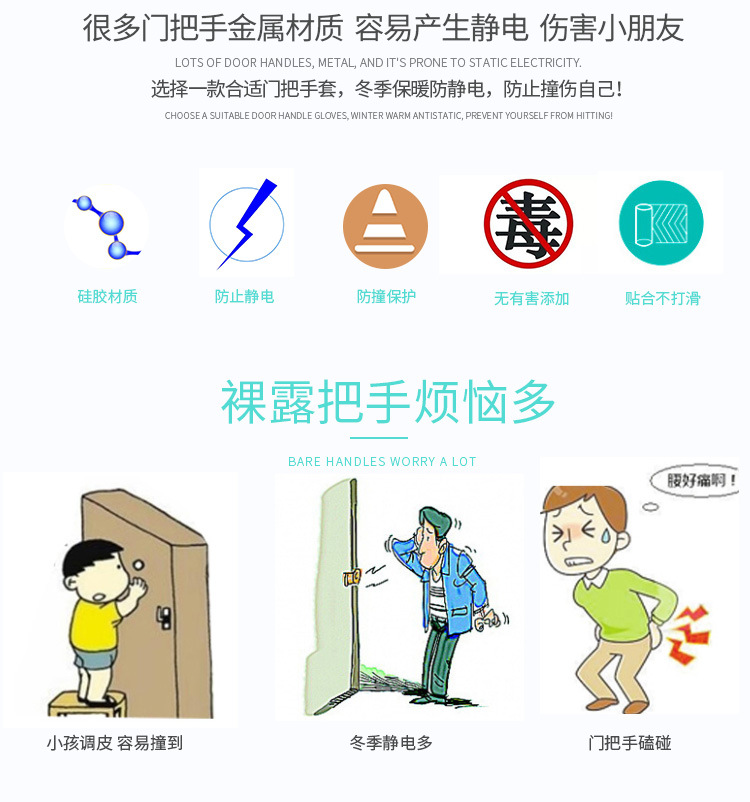 很多门把手金属材质 容易产生静电 伤害小朋友
LOTS OF DOOR HANDLES, METAL, AND IT'S PRONE TO STATIC ELECTRICITY.
选择一款合适门把手套，冬季保暖防静电，防止撞伤自己！
CHOOSE A SUITABLE DOOR HANDLE GLOVES, WINTER WARM ANTISTATIC, PREVENT YOURSELF FROM HITTING!
毒
硅胶材质
防止静电
防撞保护
无有害添加
贴合不打滑
裸露把手烦恼多
BARE HANDLES WORRY A LOT
腰好痛啊！
小孩调皮 容易撞到
冬季静电多
门把手磕碰